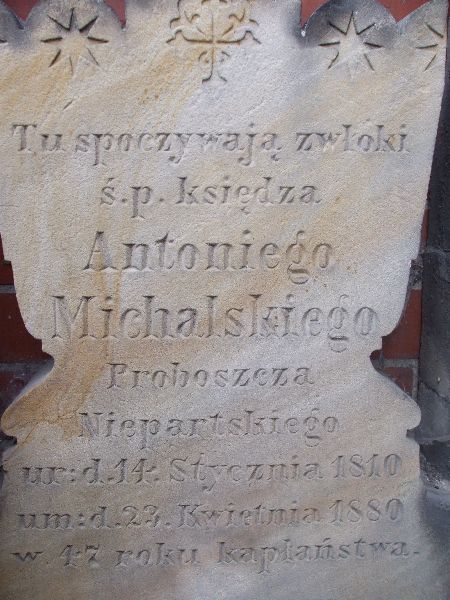 Tu spoczywają zwłoki
ś.p. księdza
Antoniego
Michalskiego
Proboszcza
Niepartskiego
ur: d. 14. Stycznia 1810
um: d. 23. Kwietnia 1880
w 47 roku kapłaństwa.